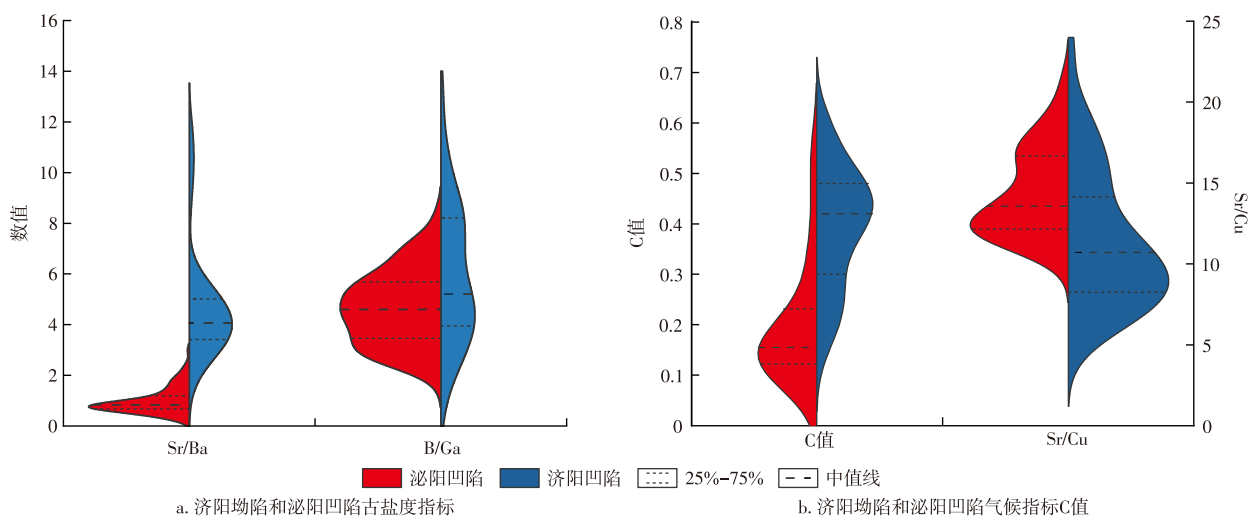 16
14
12
10
8
6
4
2
0
数值
Sr/Ba
B/Ga
0.8
0.7
0.6
0.5
0.4
0.3
0.2
0.1
0
C值
25
20
15
10
5
0
Sr/Cu
C值
Sr/Cu
泌阳凹陷
济阳凹陷
25%-75%
中值线
a. 济阳坳陷和泌阳凹陷古盐度指标
b. 济阳坳陷和泌阳凹陷气候指标C值